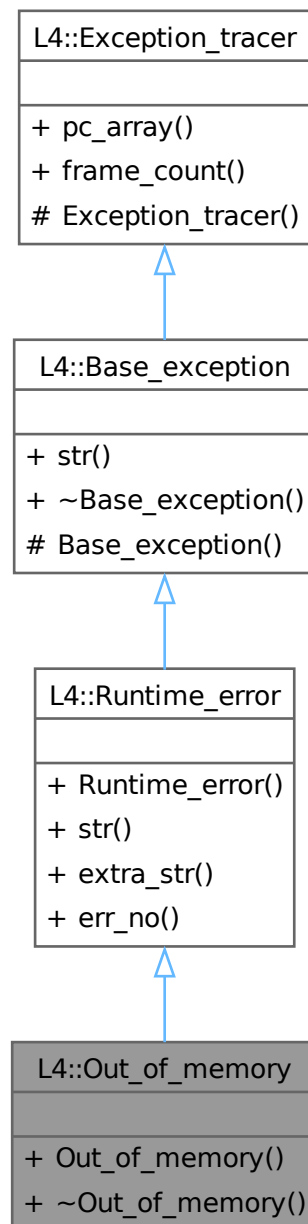 L4::Exception_tracer
+ pc_array()
+ frame_count()
# Exception_tracer()
L4::Base_exception
+ str()
+ ~Base_exception()
# Base_exception()
L4::Runtime_error
+ Runtime_error()
+ str()
+ extra_str()
+ err_no()
L4::Out_of_memory
+ Out_of_memory()
+ ~Out_of_memory()